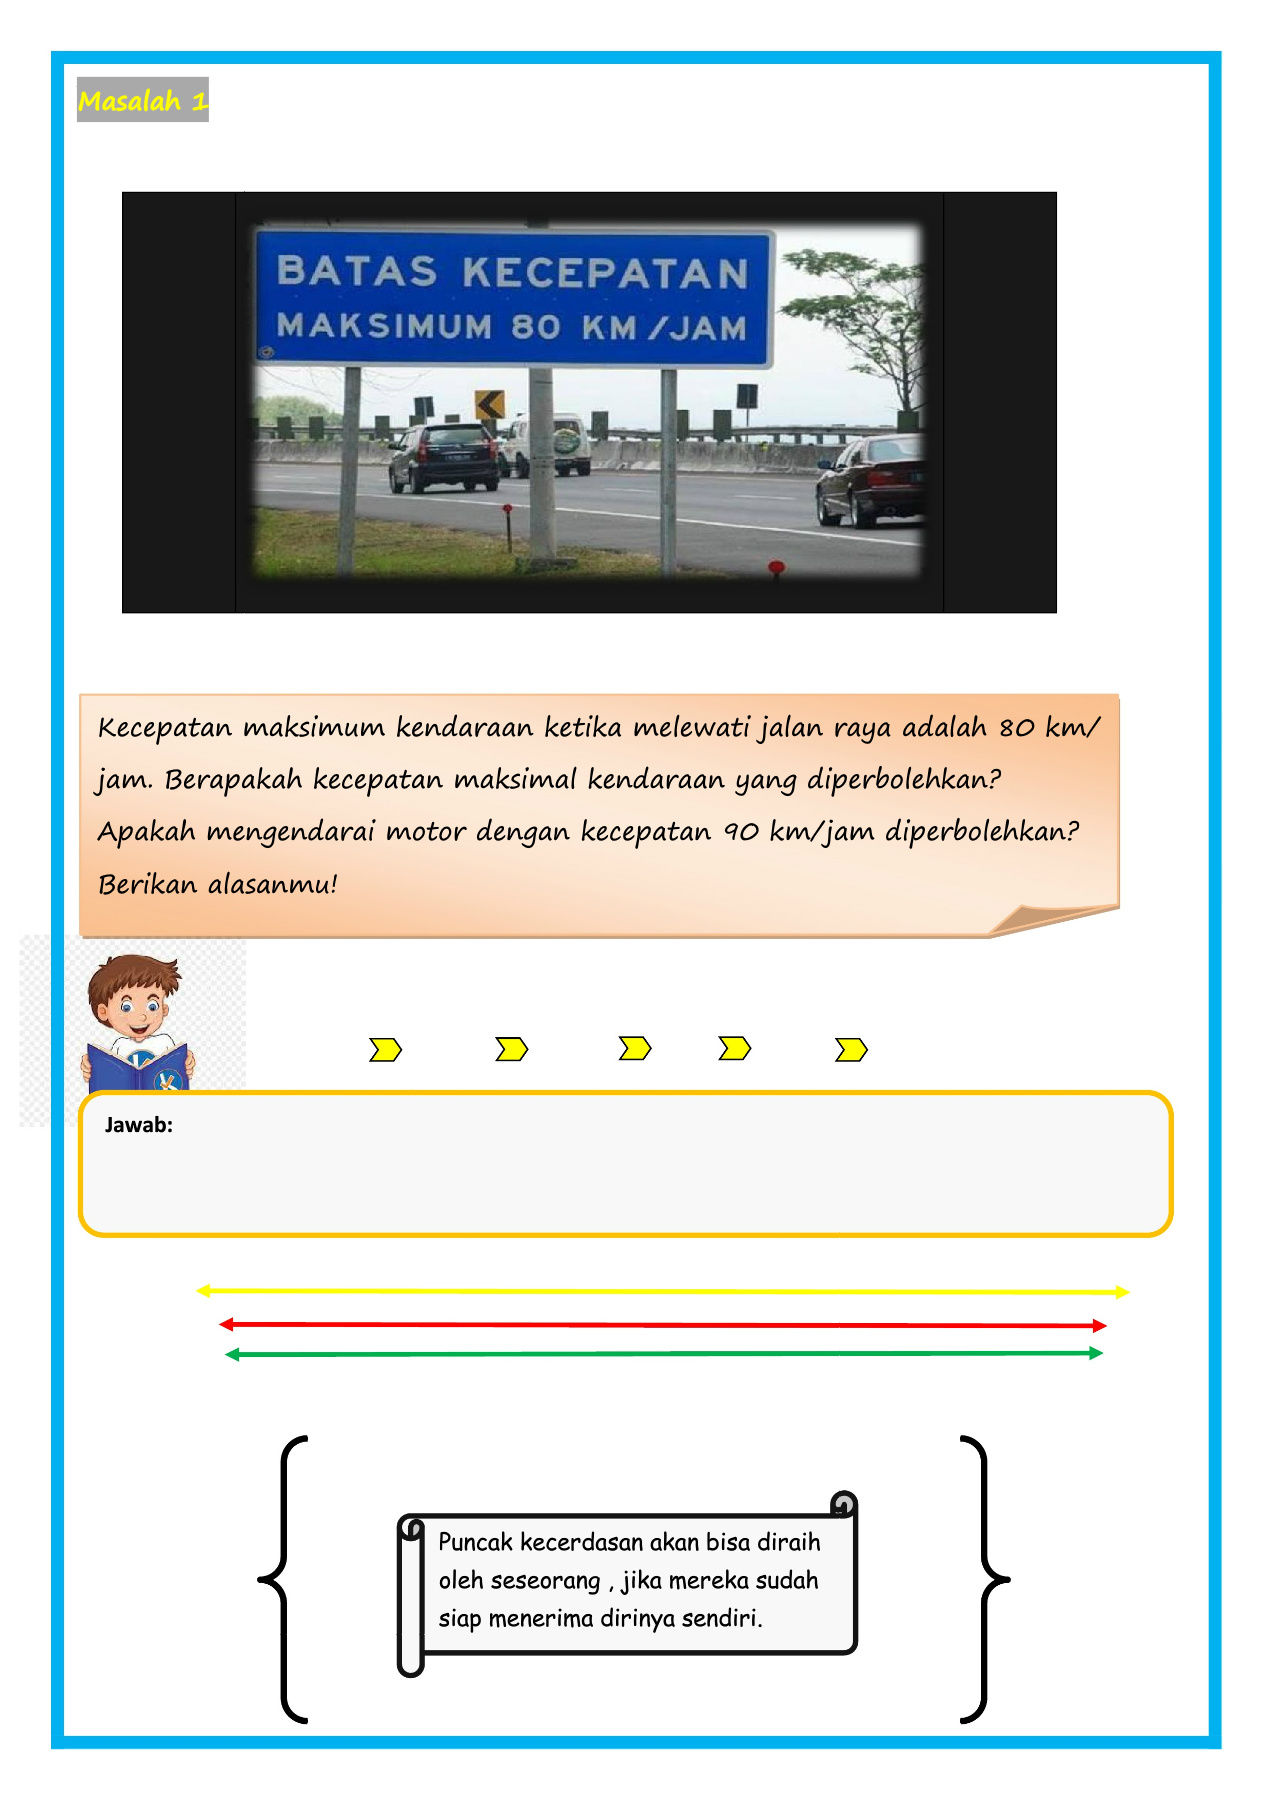 Masalah 1
BATAS KECEPATAN
MAKSIMUM 80 KM/JAM
Kecepatan maksimum kendaraan ketika melewati jalan raya adalah 80 km/
jam. Berapakah kecepatan maksimal kendaraan yang diperbolehkan?
Apakah mengendarai motor dengan kecepatan 90 km/jam diperbolehkan?
Berikan alasanmu!
Jawab:
Puncak kecerdasan akan bisa diraih
oleh seseorang , jika mereka sudah
siap menerima dirinya sendiri.